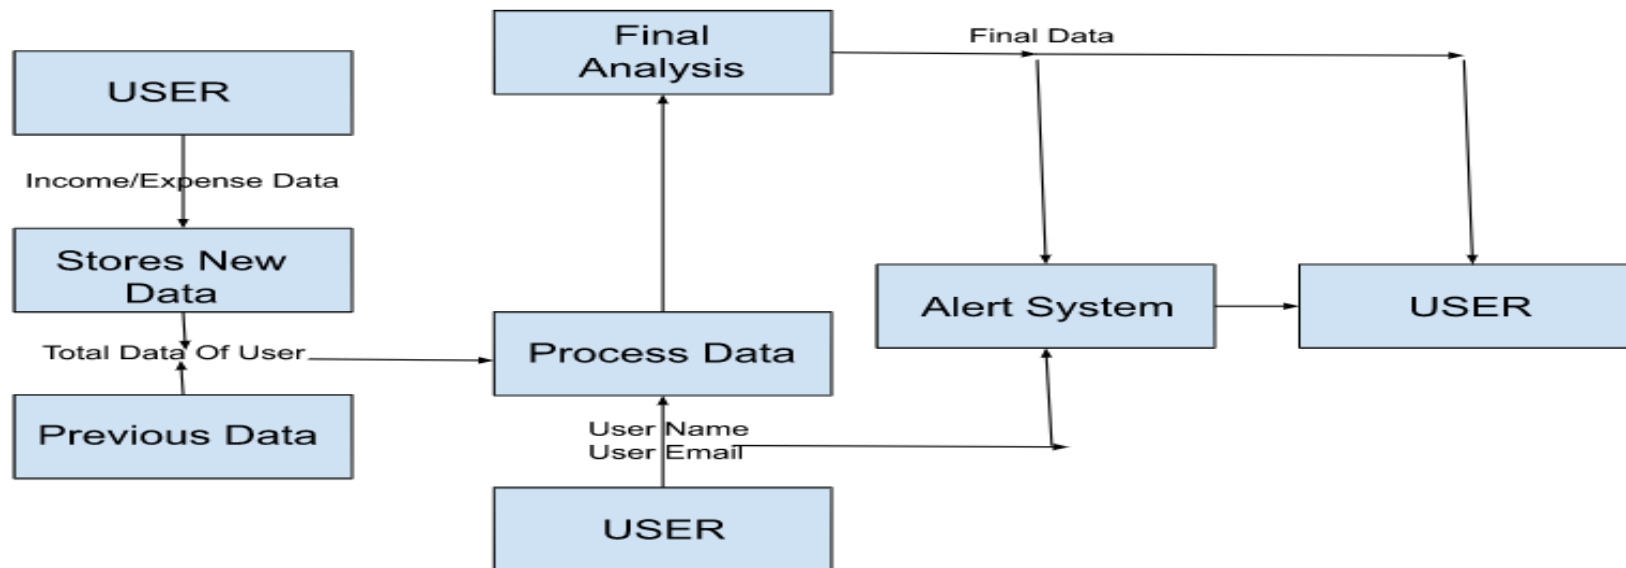 USER
Income/Expense Data
Stores New
Data
Total Data Of User
Previous Data
Final
Analysis
Process Data
User Name
User Email
USER
Final Data
Alert System
USER